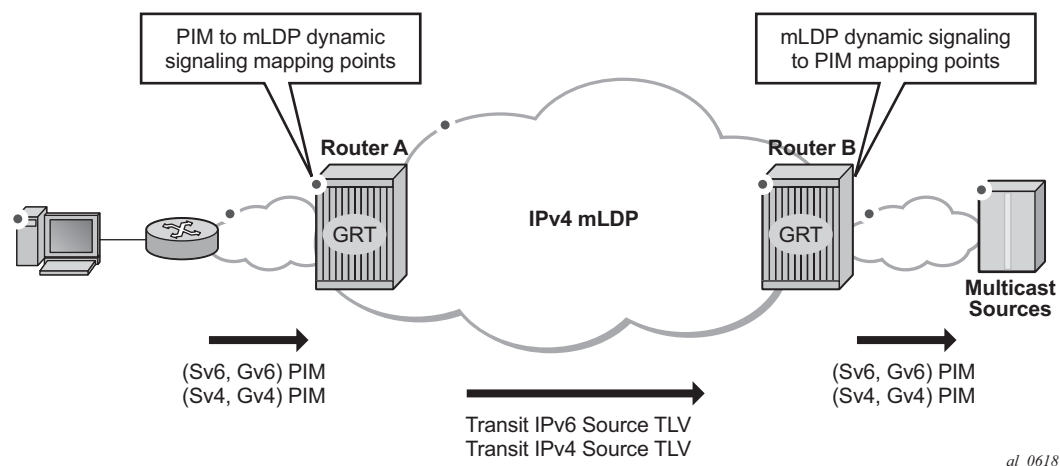 PIM to mLDP dynamic
signaling mapping points
mLDP dynamic signaling
to PIM mapping points
Router A
Router B
IPv4 mLDP
GRT
GRT
Multicast
Sources
(Sv6, Gv6) PIM
(Sv4, Gv4) PIM
(Sv6, Gv6) PIM
(Sv4, Gv4) PIM
Transit IPv6 Source TLV
Transit IPv4 Source TLV
al_0618